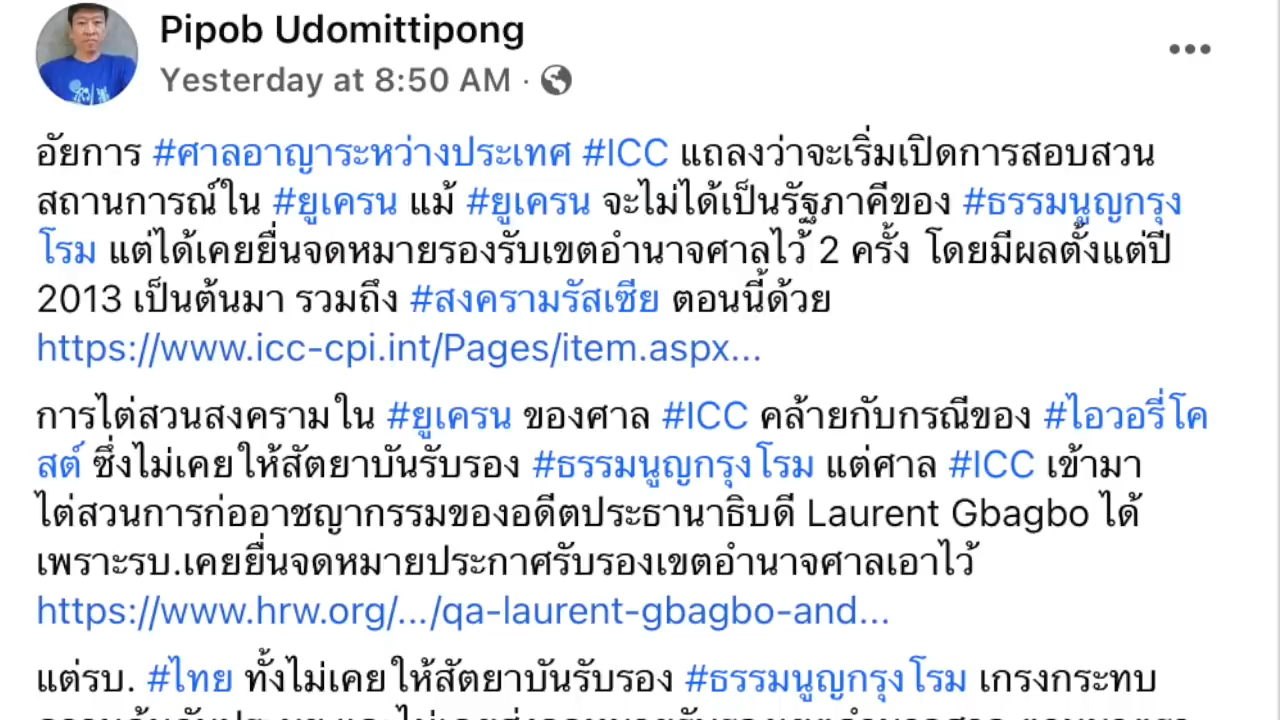 Pipob Udomittipong
Yesterday at 8:50 AM ·
อัยการ #ศาลอาญาระหว่างประเทศ #ICC แถลงว่าจะเริ่มเปิดการสอบสวน
สถานการณ์ใน #ยูเครน แม้ #ยูเครน จะไม่ได้เป็นรัฐภาคีของ #ธรรมนูญกรุง
โรม แต่ได้เคยยื่นจดหมายรองรับเขตอำนาจศาลไว้ 2 ครั้ง โดยมีผลตั้งแต่ปี
2013 เป็นต้นมา รวมถึง #สงครามรัสเซีย ตอนนี้ด้วย
https://www.icc-cpi.int/Pages/item.aspx...
การไต่สวนสงครามใน #ยูเครน ของศาล #ICC คล้ายกับกรณีของ #ไอวอรี่โค
สต์ ซึ่งไม่เคยให้สัตยาบันรับรอง #ธรรมนูญกรุงโรม แต่ศาล #ICC เข้ามา
ไต่สวนการก่ออาชญากรรมของอดีตประธานาธิบดี Laurent Gbagbo ได้
เพราะรบ.เคยยื่นจดหมายประกาศรับรองเขตอำนาจศาลเอาไว้
https://www.hrw.org/.../qa-laurent-gbagbo-and...
แต่รบ. #ไทย ทั้งไม่เคยให้สัตยาบันรับรอง #ธรรมนูญกรุงโรม เกรงกระทบ